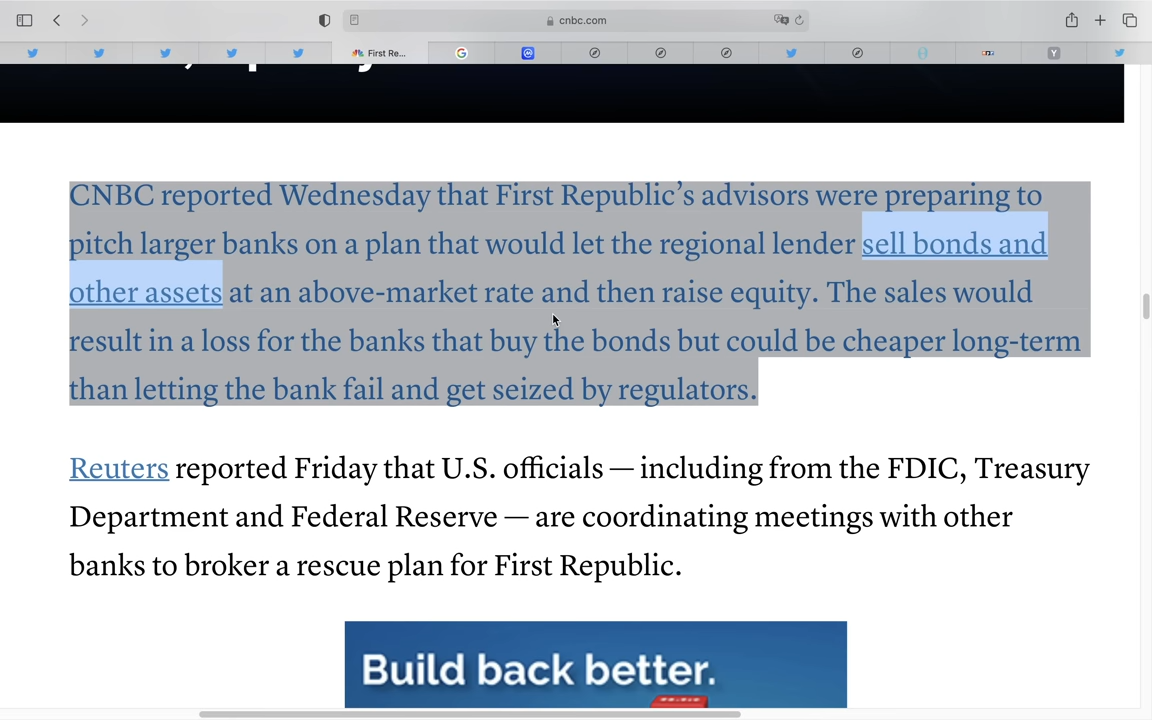 cnbc.com
First Re...
CNBC reported Wednesday that First Republic’s advisors were preparing to
pitch larger banks on a plan that would let the regional lender sell bonds and
other assets at an above-market rate and then raise equity. The sales would
result in a loss for the banks that buy the bonds but could be cheaper long-term
than letting the bank fail and get seized by regulators.
Reuters reported Friday that U.S. officials — including from the FDIC, Treasury
Department and Federal Reserve — are coordinating meetings with other
banks to broker a rescue plan for First Republic.
Build back better.